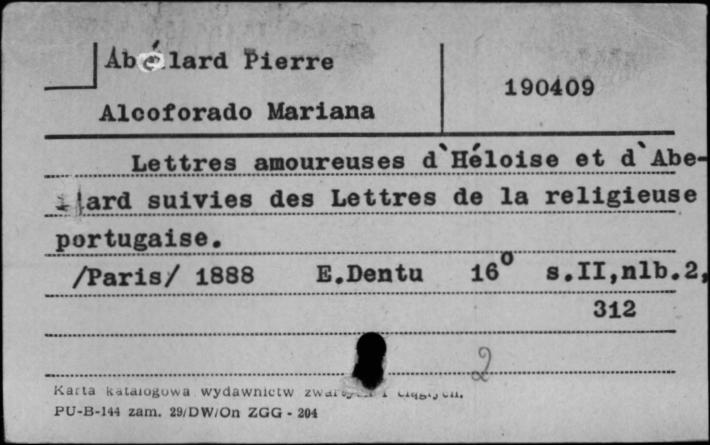 Abélard Pierre
190409
Alcoforado Mariana
Lettres amoureuses d`Héloise et d`Abe-
lard suivies des Lettres de la religieuse
portugaise.
/Paris/ 1888 E.Dentu 16° s.II,nlb.2,
312
2
Karta katalogowa wydawnictw zwartych i ciągłych.
PU-B-144 zam. 29/DW/On ZGG - 204